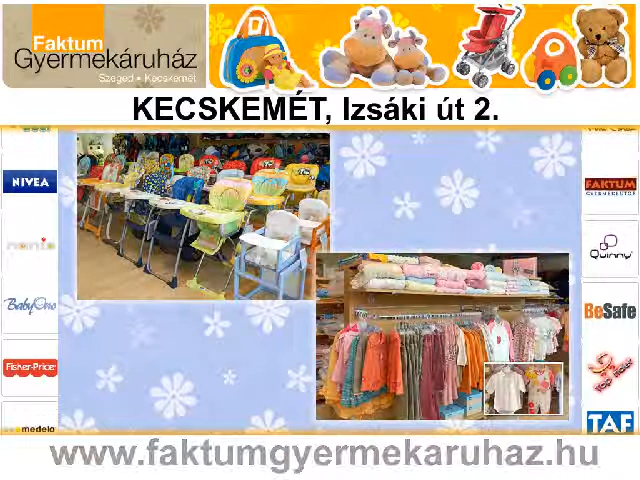 Faktum
Gyermekáruház
Szeged • Kecskemét
KECSKEMÉT, Izsáki út 2.
NIVEA
BabyOno
Fisher-Price
medela
FAKTUM
Quinny
BeSafe
TAF
www.faktumgyermekaruhaz.hu